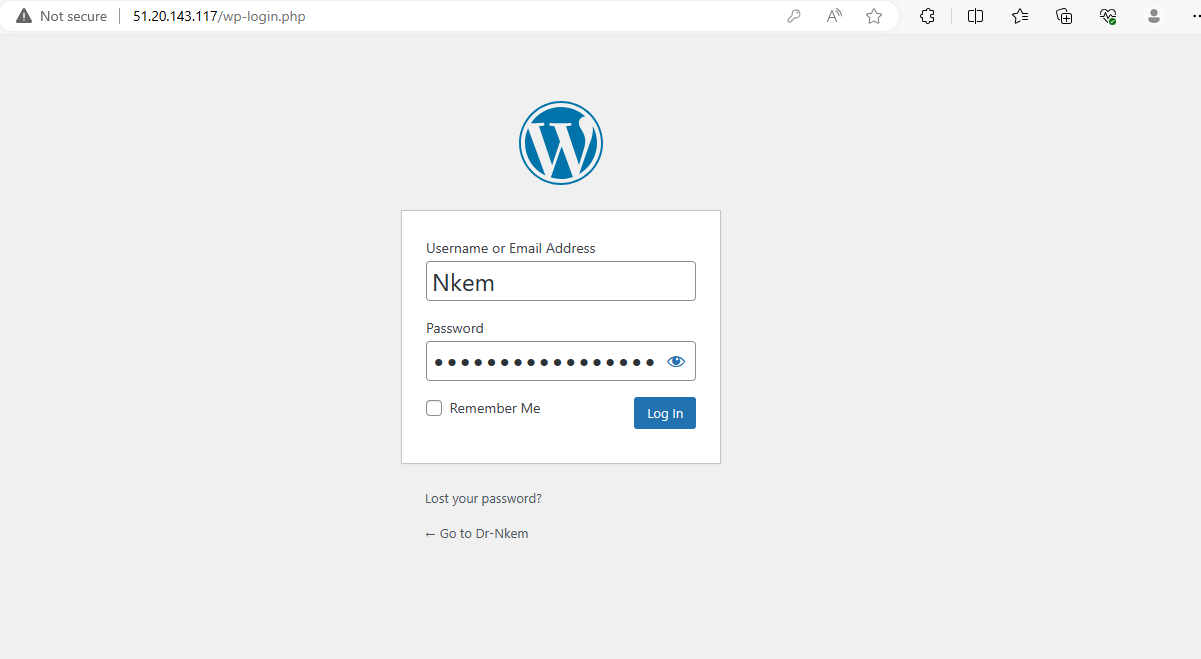 Not secure 51.20.143.117/wp-login.php
Username or Email Address
Nkem
Password
Remember Me
Log In
Lost your password?
← Go to Dr-Nkem